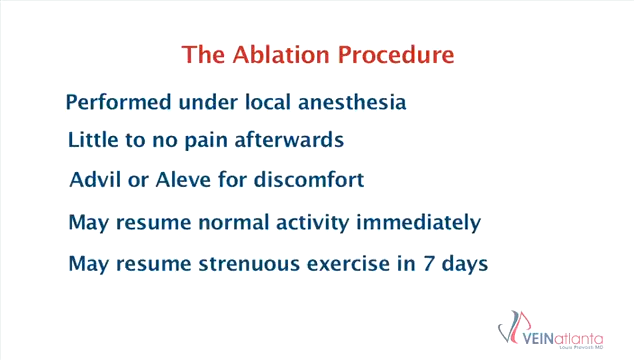 The Ablation Procedure
Performed under local anesthesia
Little to no pain afterwards
Advil or Aleve for discomfort
May resume normal activity immediately
May resume strenuous exercise in 7 days
VEINatlanta
Louis Prevosti MD